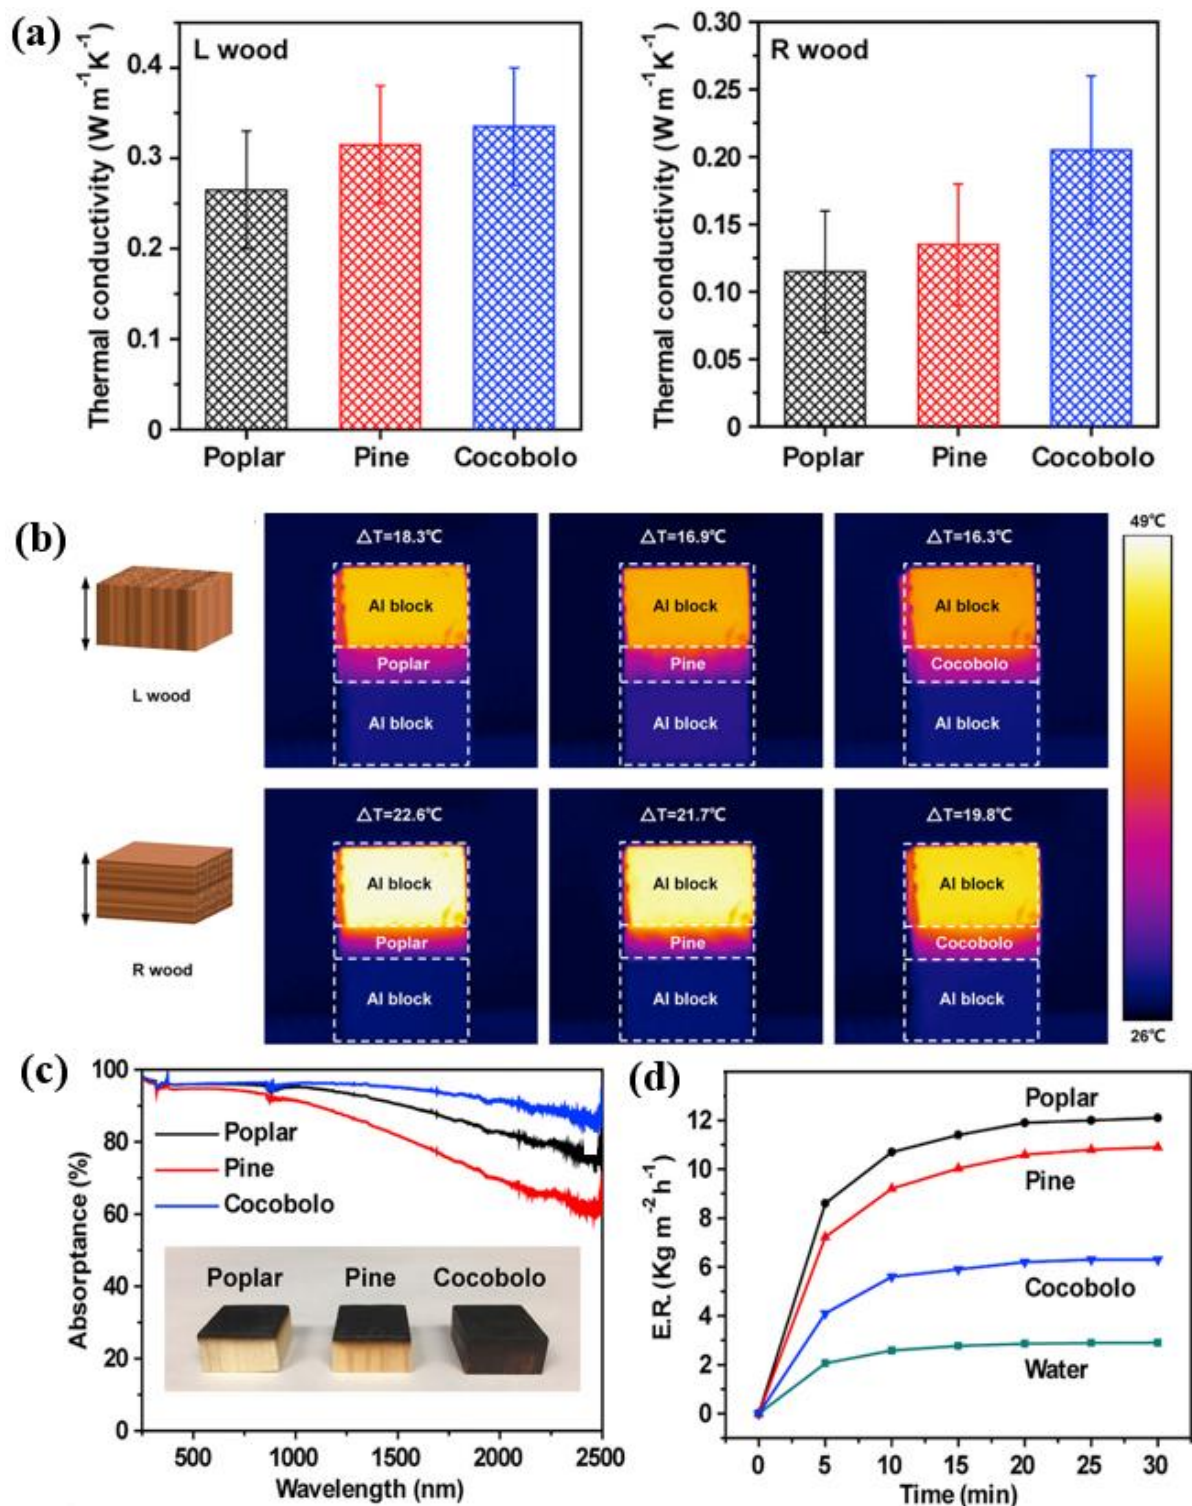 (a)
L wood
Thermal conductivity (W m⁻¹K⁻¹)
0.4
0.3
0.2
0.1
0
Poplar Pine Cocobolo
R wood
Thermal conductivity (W m⁻¹K⁻¹)
0.30
0.25
0.20
0.15
0.10
0.05
0
Poplar Pine Cocobolo
(b)
L wood
△T=18.3℃
Al block
Poplar
Al block
△T=16.9℃
Al block
Pine
Al block
△T=16.3℃
Al block
Cocobolo
Al block
R wood
△T=22.6℃
Al block
Poplar
Al block
△T=21.7℃
Al block
Pine
Al block
△T=19.8℃
Al block
Cocobolo
Al block
49℃
26℃
(c)
Absorptance (%)
100
80
60
40
20
0
Poplar
Pine
Cocobolo
Poplar Pine Cocobolo
500 1000 1500 2000 2500
Wavelength (nm)
(d)
E.R. (Kg m⁻² h⁻¹)
12
10
8
6
4
2
0
Poplar
Pine
Cocobolo
Water
0 5 10 15 20 25 30
Time (min)